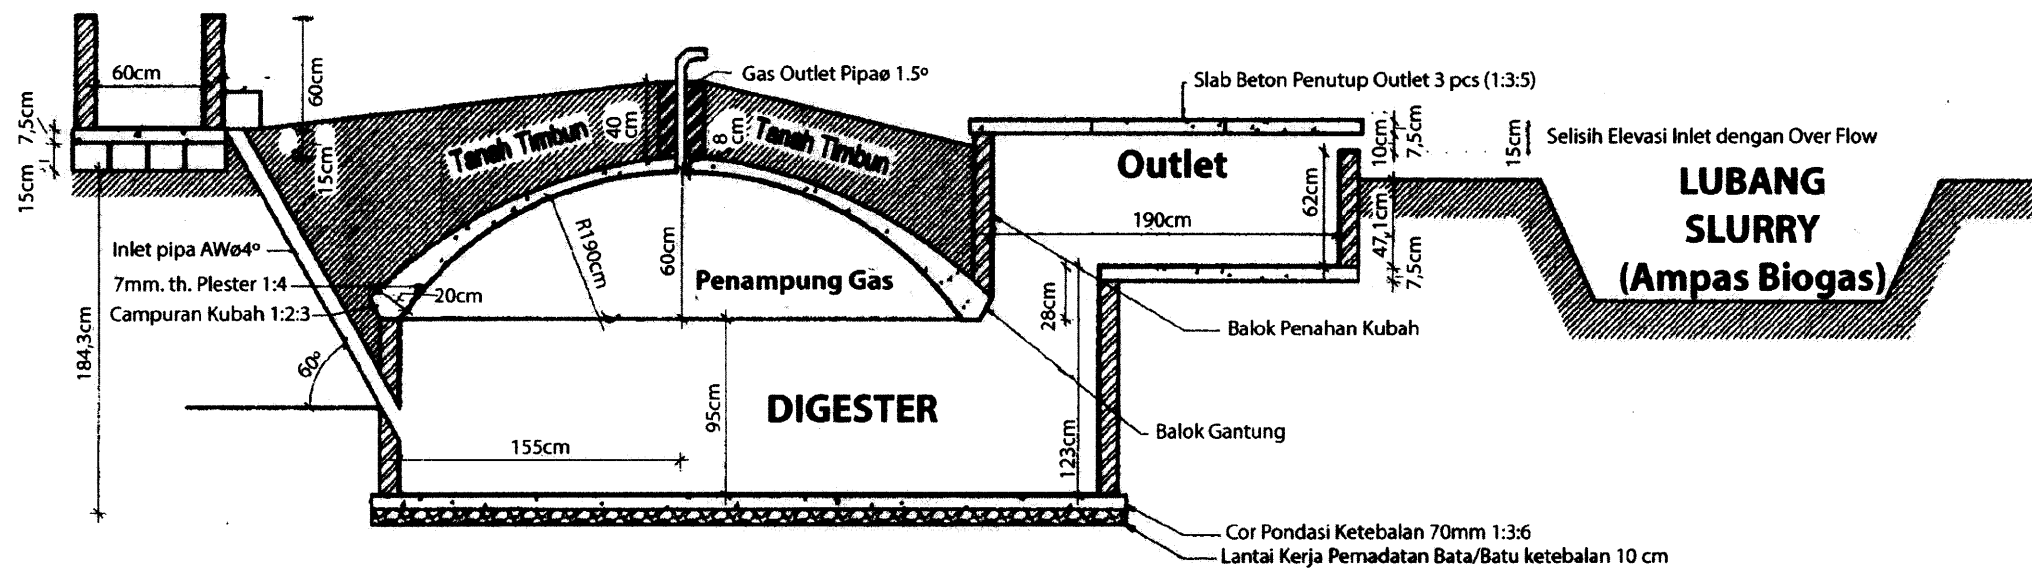 60cm
60cm
7,5cm
15cm
15cm
Tanah Timbun
40
cm
8
cm
Tanah Timbun
Gas Outlet Pipaø 1.5º
Slab Beton Penutup Outlet 3 pcs (1:3:5)
10cm
7,5cm
15cm
Selisih Elevasi Inlet dengan Over Flow
Outlet
62cm
190cm
47,1cm
7,5cm
LUBANG
SLURRY
(Ampas Biogas)
Inlet pipa AWø4º
7mm. th. Plester 1:4
Campuran Kubah 1:2:3
20cm
R190cm
60cm
Penampung Gas
28cm
Balok Penahan Kubah
184,3cm
60º
95cm
DIGESTER
155cm
123cm
Balok Gantung
Cor Pondasi Ketebalan 70mm 1:3:6
Lantai Kerja Pemadatan Bata/Batu ketebalan 10 cm